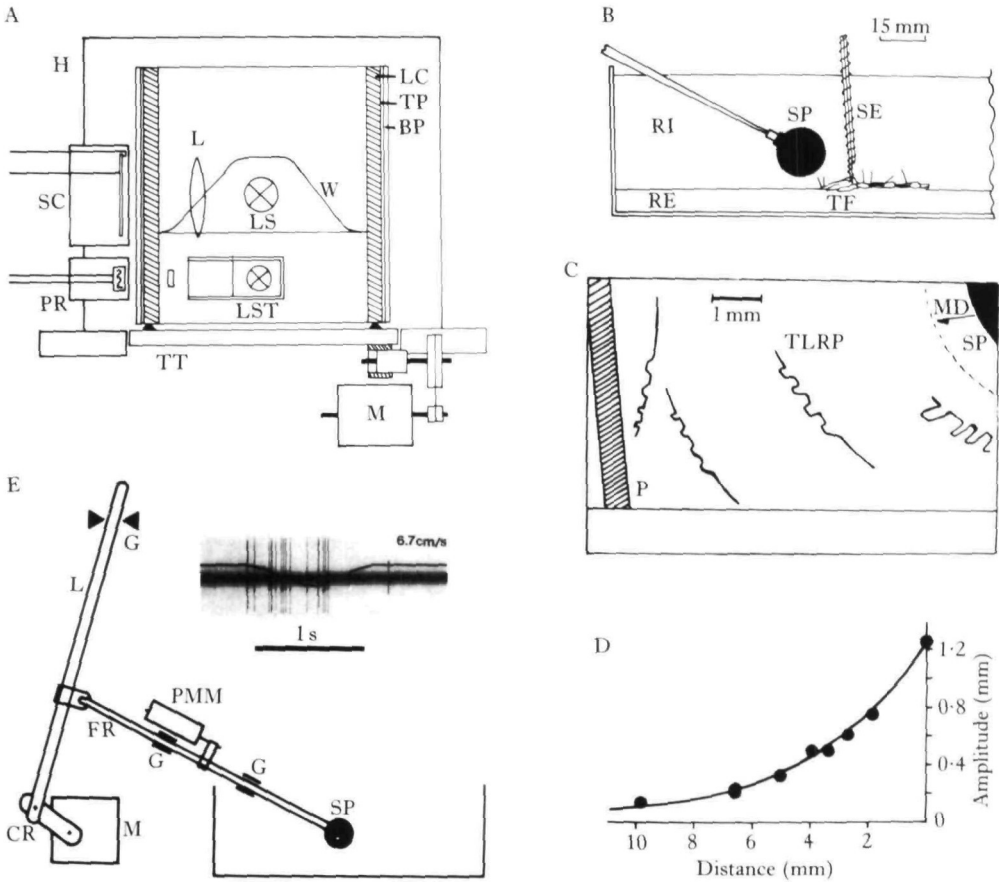 A
H
LC
TP
BP
L
W
SC
LS
PR
LST
TT
M
B
15 mm
SP
SE
RI
RE
TF
C
1 mm
MD
SP
TLRP
P
E
G
6.7cm/s
L
1 s
PMM
FR
G
G
SP
CR
M
D
1·2
0·8
0·4
0
Amplitude (mm)
10
8
6
4
2
Distance (mm)